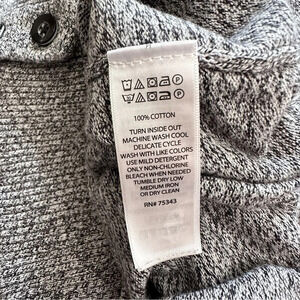 100% COTTON
TURN INSIDE OUT
MACHINE WASH COOL
DELICATE CYCLE
WASH WITH LIKE COLORS
USE MILD DETERGENT
ONLY NON-CHLORINE
BLEACH WHEN NEEDED
TUMBLE DRY LOW
MEDIUM IRON
OR DRY CLEAN
RN# 75343